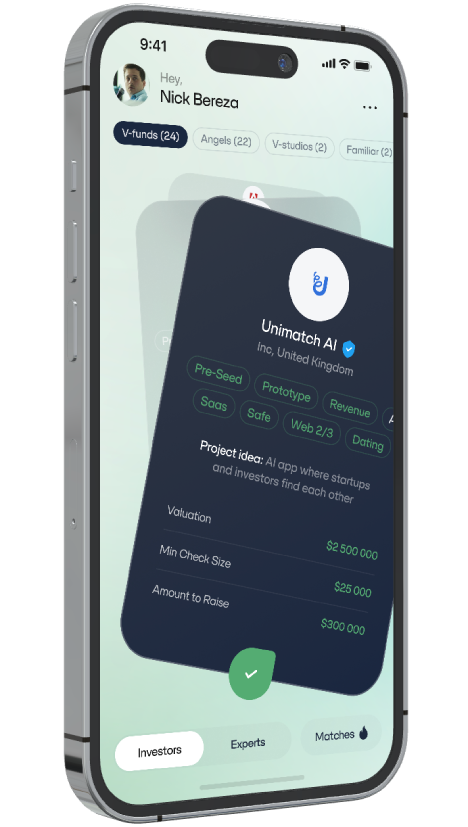 9:41
Hey,
Nick Bereza
V-funds (24) Angels (22) V-studios (2) Familiar (2)
Unimatch AI
Inc, United Kingdom
Pre-Seed Prototype Revenue
Saas Safe Web 2/3 Dating
Project idea: AI app where startups
and investors find each other
Valuation $2 500 000
Min Check Size $25 000
Amount to Raise $300 000
Investors Experts Matches